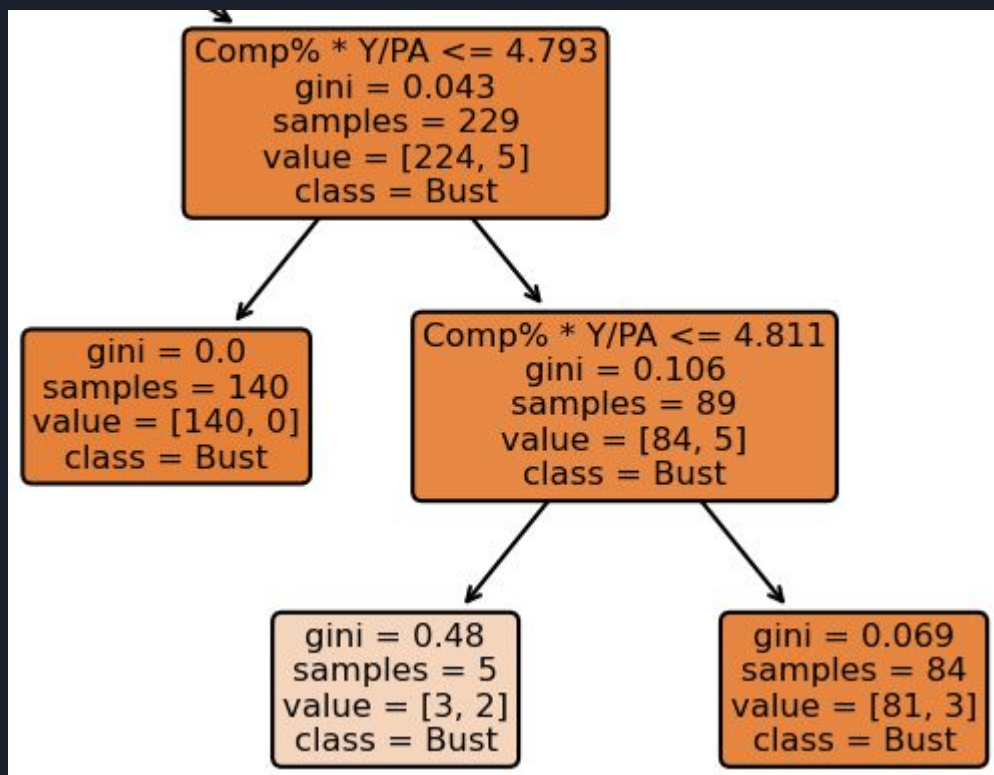 Comp% * Y/PA <= 4.793
gini = 0.043
samples = 229
value = [224, 5]
class = Bust
gini = 0.0
samples = 140
value = [140, 0]
class = Bust
Comp% * Y/PA <= 4.811
gini = 0.106
samples = 89
value = [84, 5]
class = Bust
gini = 0.48
samples = 5
value = [3, 2]
class = Bust
gini = 0.069
samples = 84
value = [81, 3]
class = Bust